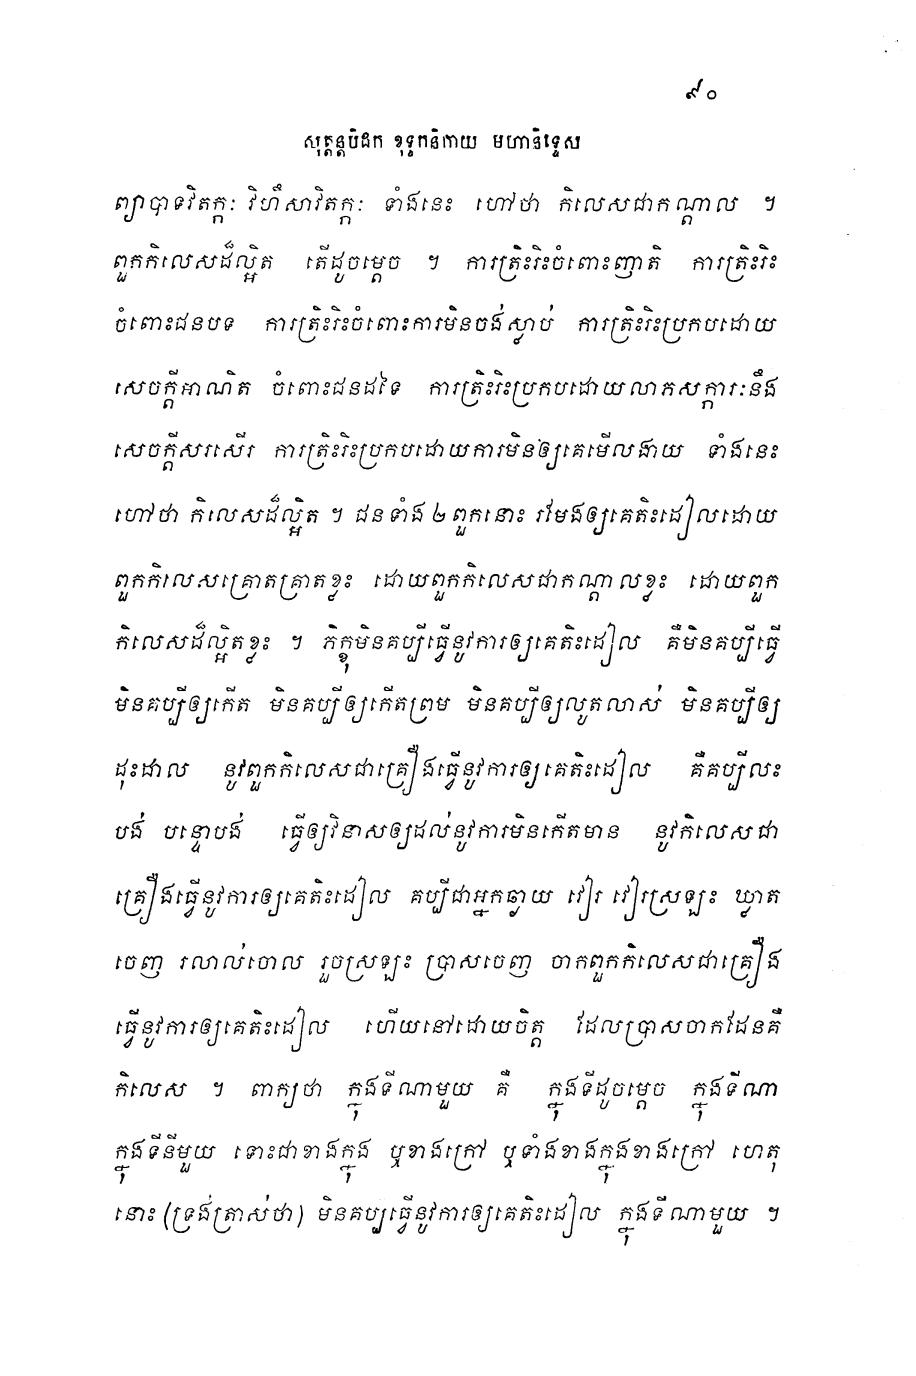 ៩០
សុត្តន្តបិដក ខុទ្ទកនិកាយ មហានិទ្ទេស
ព្យាបាទវិតក្កៈ វិហឹសាវិតក្កៈ ទាំងនេះ ហៅថា កិលេសជាកណ្តាល ។
ពួកកិលេសដ៏ល្អិត តើដូចម្តេច ។ ការត្រិះរិះចំពោះញាតិ ការត្រិះរិះ
ចំពោះជនបទ ការត្រិះរិះចំពោះការមិនចង់ស្លាប់ ការត្រិះរិះប្រកបដោយ
សេចក្តីអាណិត ចំពោះជនដទៃ ការត្រិះរិះប្រកបដោយលាភសក្ការៈនឹង
សេចក្តីសរសើរ ការត្រិះរិះប្រកបដោយការមិនឲ្យគេមើលងាយ ទាំងនេះ
ហៅថា កិលេសដ៏ល្អិត ។ ជនទាំង ២ ពួកនោះ រមែងឲ្យគេតិះដៀលដោយ
ពួកកិលេសគ្រោតគ្រាតខ្លះ ដោយពួកកិលេសជាកណ្តាលខ្លះ ដោយពួក
កិលេសដ៏ល្អិតខ្លះ ។ ភិក្ខុមិនគប្បីធ្វើនូវការឲ្យគេតិះដៀល គឺមិនគប្បីធ្វើ
មិនគប្បីឲ្យកើត មិនគប្បីឲ្យកើតព្រម មិនគប្បីឲ្យលូតលាស់ មិនគប្បីឲ្យ
ដុះដាល នូវពួកកិលេសជាគ្រឿងធ្វើនូវការឲ្យគេតិះដៀល គឺគប្បីលះ
បង់ បន្ទោបង់ ធ្វើឲ្យវិនាសឲ្យដល់នូវការមិនកើតមាន នូវកិលេសជា
គ្រឿងធ្វើនូវការឲ្យគេតិះដៀល គប្បីជាអ្នកឆ្ងាយ វៀរ វៀរស្រឡះ ឃ្លាត
ចេញ រលាស់ចោល រួចស្រឡះ ប្រាសចេញ ចាកពួកកិលេសជាគ្រឿង
ធ្វើនូវការឲ្យគេតិះដៀល ហើយនៅដោយចិត្ត ដែលប្រាសចាកដែនគឺ
កិលេស ។ ពាក្យថា ក្នុងទីណាមួយ គឺ ក្នុងទីដូចម្តេច ក្នុងទីណា
ក្នុងទីនីមួយ ទោះជាខាងក្នុង ឬខាងក្រៅ ឬទាំងខាងក្នុងខាងក្រៅ ហេតុ
នោះ (ទ្រង់ត្រាស់ថា) មិនគប្បធ្វើនូវការឲ្យគេតិះដៀល ក្នុងទីណាមួយ ។